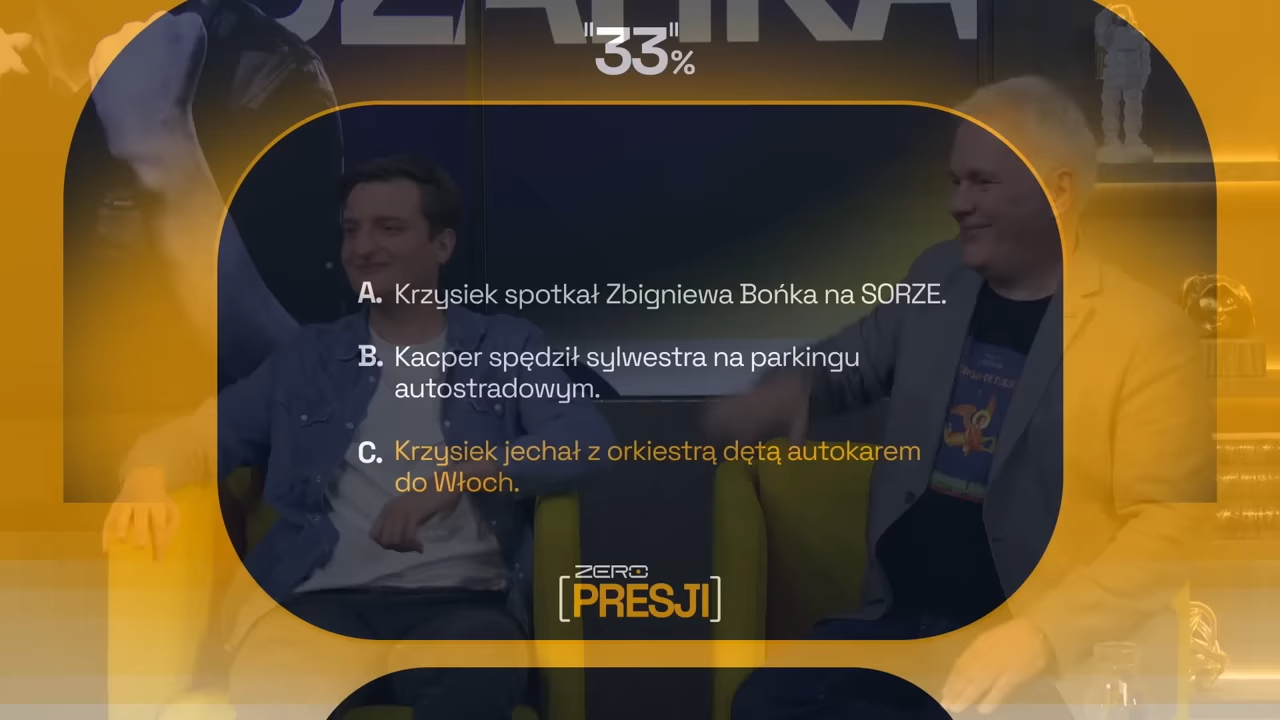 "33"%
A. Krzysiek spotkał Zbigniewa Bońka na SORZE.
B. Kacper spędził sylwestra na parkingu
autostradowym.
C. Krzysiek jechał z orkiestrą dętą autokarem
do Włoch.
ZERO
[PRESJI]